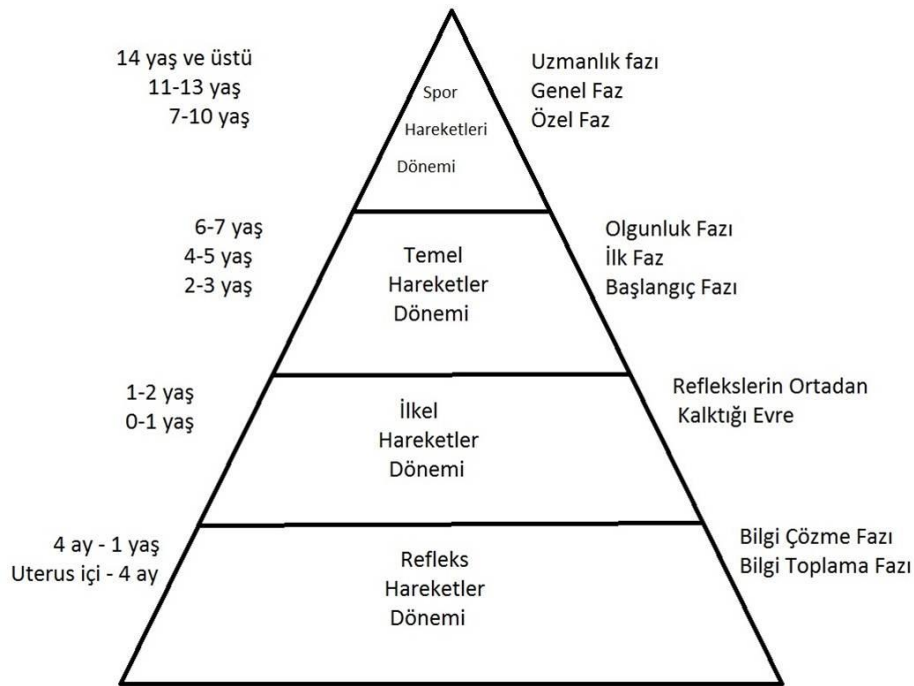 14 yaş ve üstü
11-13 yaş
7-10 yaş
Spor
Hareketleri
Dönemi
Uzmanlık fazı
Genel Faz
Özel Faz
6-7 yaş
4-5 yaş
2-3 yaş
Temel
Hareketler
Dönemi
Olgunluk Fazı
İlk Faz
Başlangıç Fazı
1-2 yaş
0-1 yaş
İlkel
Hareketler
Dönemi
Reflekslerin Ortadan
Kalktığı Evre
4 ay - 1 yaş
Uterus içi - 4 ay
Refleks
Hareketler
Dönemi
Bilgi Çözme Fazı
Bilgi Toplama Fazı